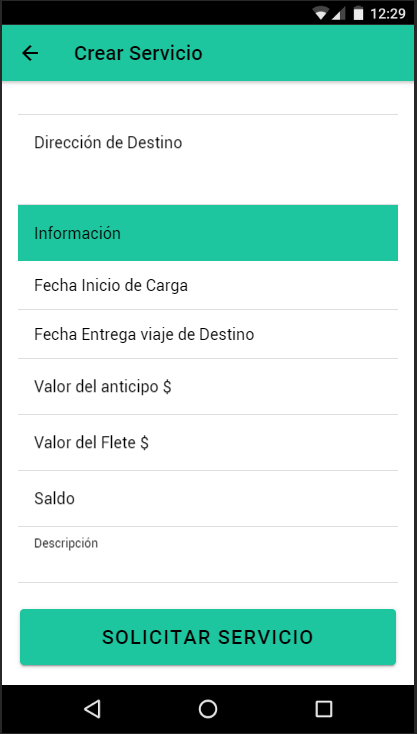 12:29
Crear Servicio
Dirección de Destino
Información
Fecha Inicio de Carga
Fecha Entrega viaje de Destino
Valor del anticipo $
Valor del Flete $
Saldo
Descripción
SOLICITAR SERVICIO